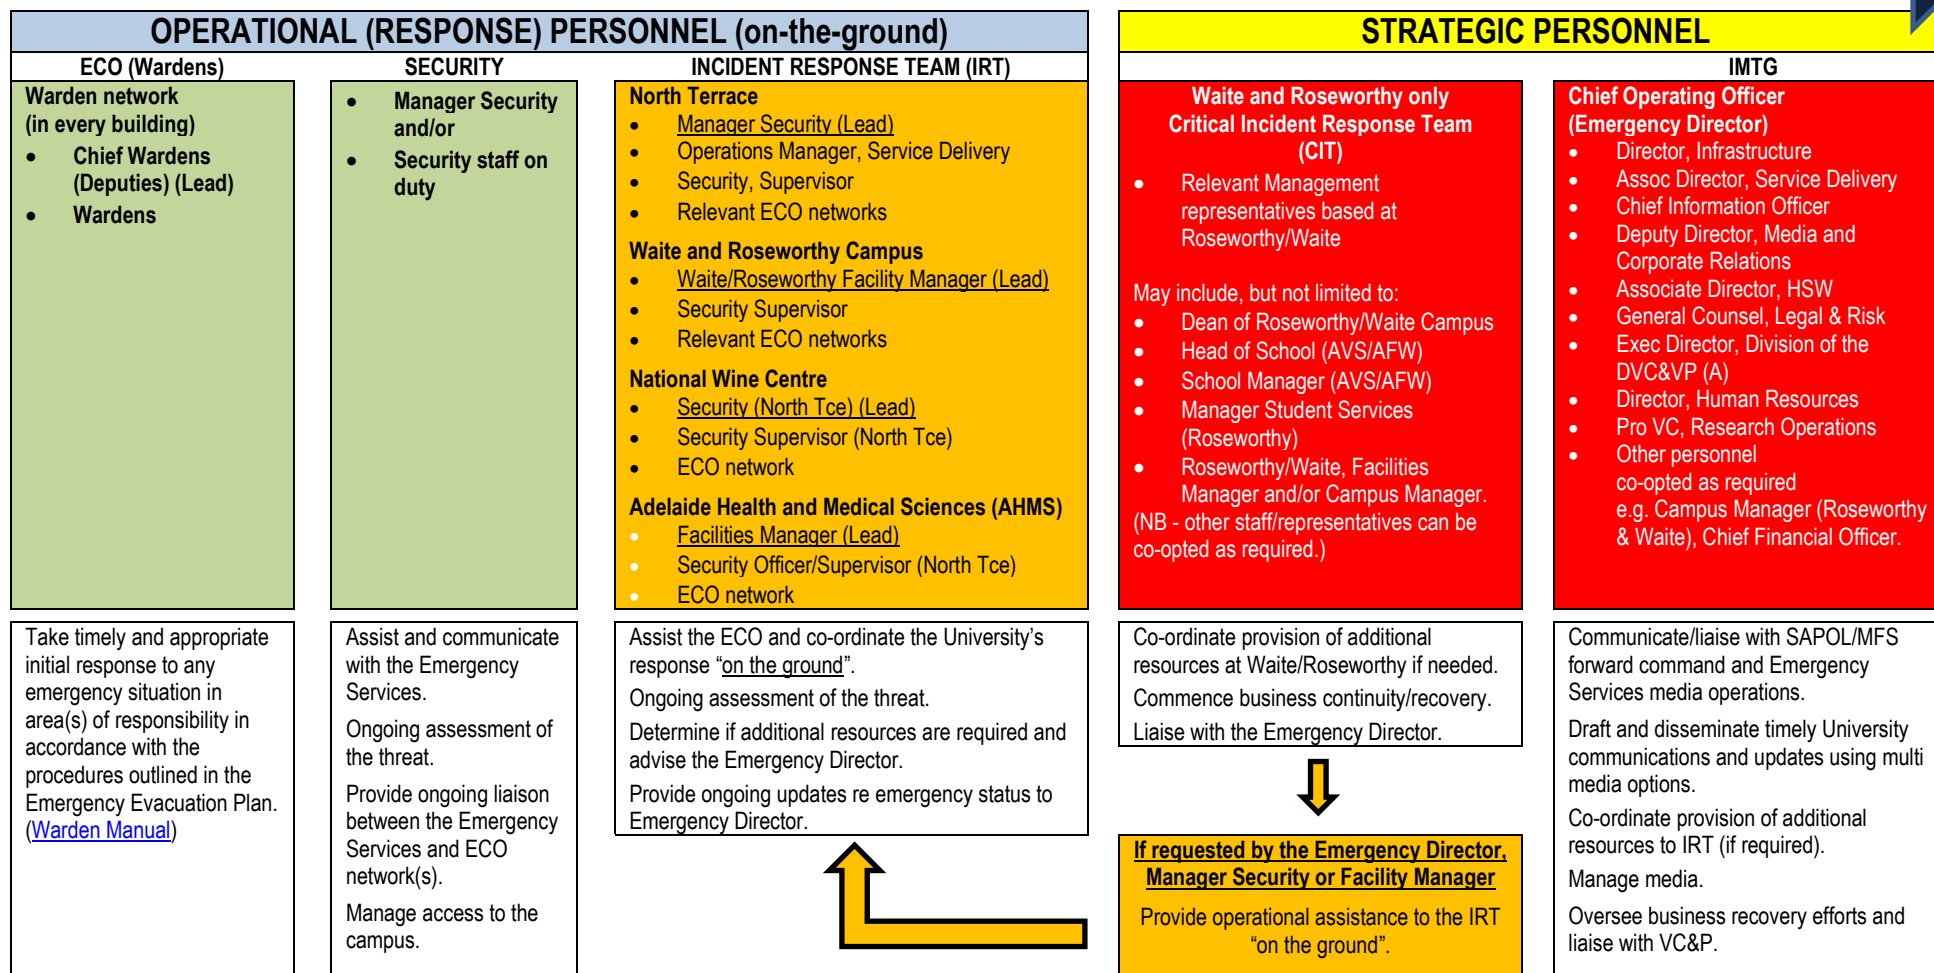 OPERATIONAL (RESPONSE) PERSONNEL (on-the-ground)
ECO (Wardens)
Warden network
(in every building)
• Chief Wardens
(Deputies) (Lead)
• Wardens
Take timely and appropriate
initial response to any
emergency situation in
area(s) of responsibility in
accordance with the
procedures outlined in the
Emergency Evacuation Plan.
(Warden Manual)
SECURITY
• Manager Security
and/or
• Security staff on
duty
Assist and communicate
with the Emergency
Services.
Ongoing assessment of
the threat.
Provide ongoing liaison
between the Emergency
Services and ECO
network(s).
Manage access to the
campus.
INCIDENT RESPONSE TEAM (IRT)
North Terrace
• Manager Security (Lead)
• Operations Manager, Service Delivery
• Security, Supervisor
• Relevant ECO networks
Waite and Roseworthy Campus
• Waite/Roseworthy Facility Manager (Lead)
• Security Supervisor
• Relevant ECO networks
National Wine Centre
• Security (North Tce) (Lead)
• Security Supervisor (North Tce)
• ECO network
Adelaide Health and Medical Sciences (AHMS)
• Facilities Manager (Lead)
• Security Officer/Supervisor (North Tce)
• ECO network
Assist the ECO and co-ordinate the University’s
response “on the ground”.
Ongoing assessment of the threat.
Determine if additional resources are required and
advise the Emergency Director.
Provide ongoing updates re emergency status to
Emergency Director.
STRATEGIC PERSONNEL
Waite and Roseworthy only
Critical Incident Response Team
(CIT)
• Relevant Management
representatives based at
Roseworthy/Waite
May include, but not limited to:
• Dean of Roseworthy/Waite Campus
• Head of School (AVS/AFW)
• School Manager (AVS/AFW)
• Manager Student Services
(Roseworthy)
• Roseworthy/Waite, Facilities
Manager and/or Campus Manager.
(NB - other staff/representatives can be
co-opted as required.)
Co-ordinate provision of additional
resources at Waite/Roseworthy if needed.
Commence business continuity/recovery.
Liaise with the Emergency Director.
If requested by the Emergency Director,
Manager Security or Facility Manager
Provide operational assistance to the IRT
“on the ground”.
IMTG
Chief Operating Officer
(Emergency Director)
• Director, Infrastructure
• Assoc Director, Service Delivery
• Chief Information Officer
• Deputy Director, Media and
Corporate Relations
• Associate Director, HSW
• General Counsel, Legal & Risk
• Exec Director, Division of the
DVC&VP (A)
• Director, Human Resources
• Pro VC, Research Operations
• Other personnel
co-opted as required
e.g. Campus Manager (Roseworthy
& Waite), Chief Financial Officer.
Communicate/liaise with SAPOL/MFS
forward command and Emergency
Services media operations.
Draft and disseminate timely University
communications and updates using multi
media options.
Co-ordinate provision of additional
resources to IRT (if required).
Manage media.
Oversee business recovery efforts and
liaise with VC&P.